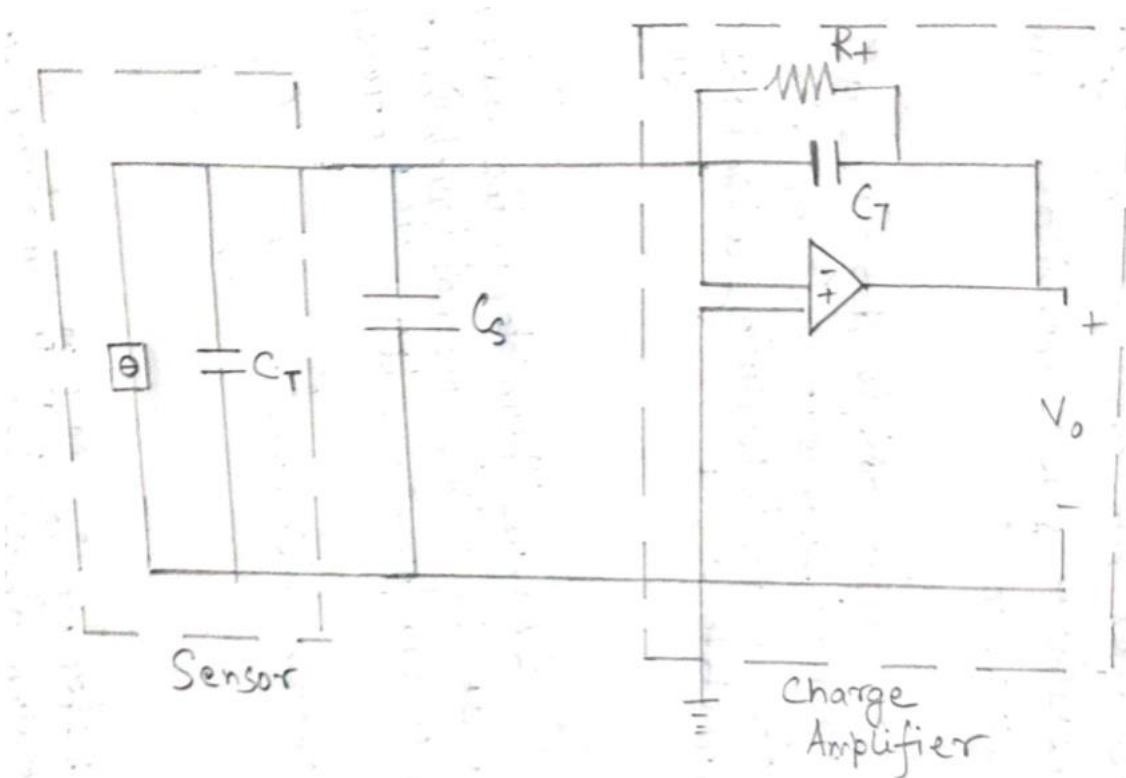 R+
C7
-
+
Cs
θ
CT
+
V0
-
Sensor
Charge
Amplifier